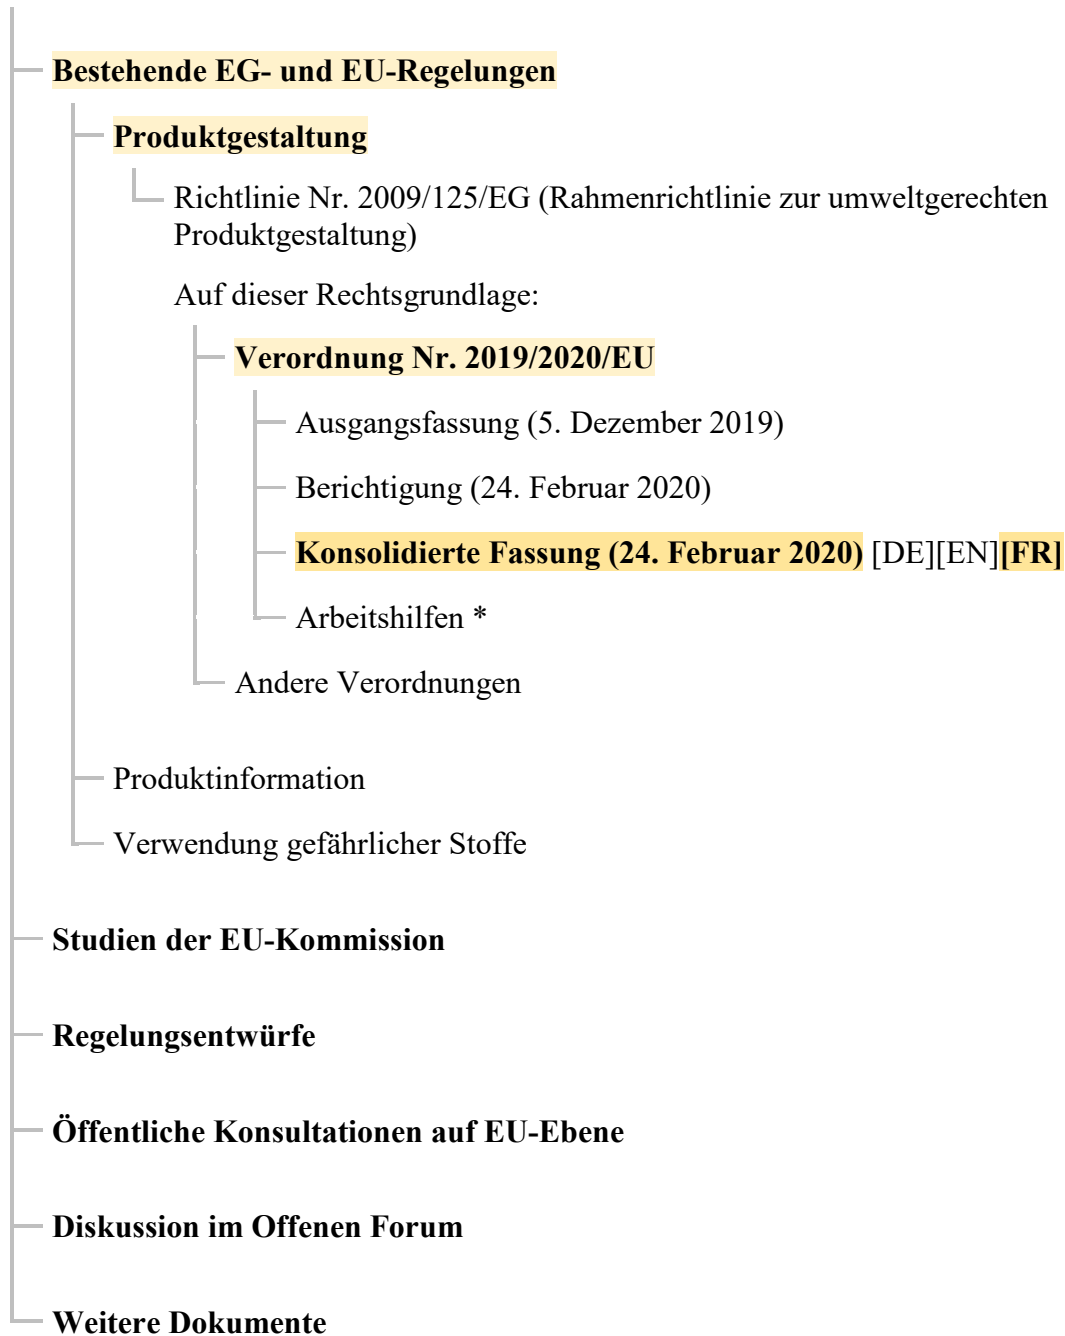 Bestehende EG- und EU-Regelungen
Produktgestaltung
Richtlinie Nr. 2009/125/EG (Rahmenrichtlinie zur umweltgerechten
Produktgestaltung)
Auf dieser Rechtsgrundlage:
Verordnung Nr. 2019/2020/EU
Ausgangsfassung (5. Dezember 2019)
Berichtigung (24. Februar 2020)
Konsolidierte Fassung (24. Februar 2020) [DE][EN][FR]
Arbeitshilfen *
Andere Verordnungen
Produktinformation
Verwendung gefährlicher Stoffe
Studien der EU-Kommission
Regelungsentwürfe
Öffentliche Konsultationen auf EU-Ebene
Diskussion im Offenen Forum
Weitere Dokumente